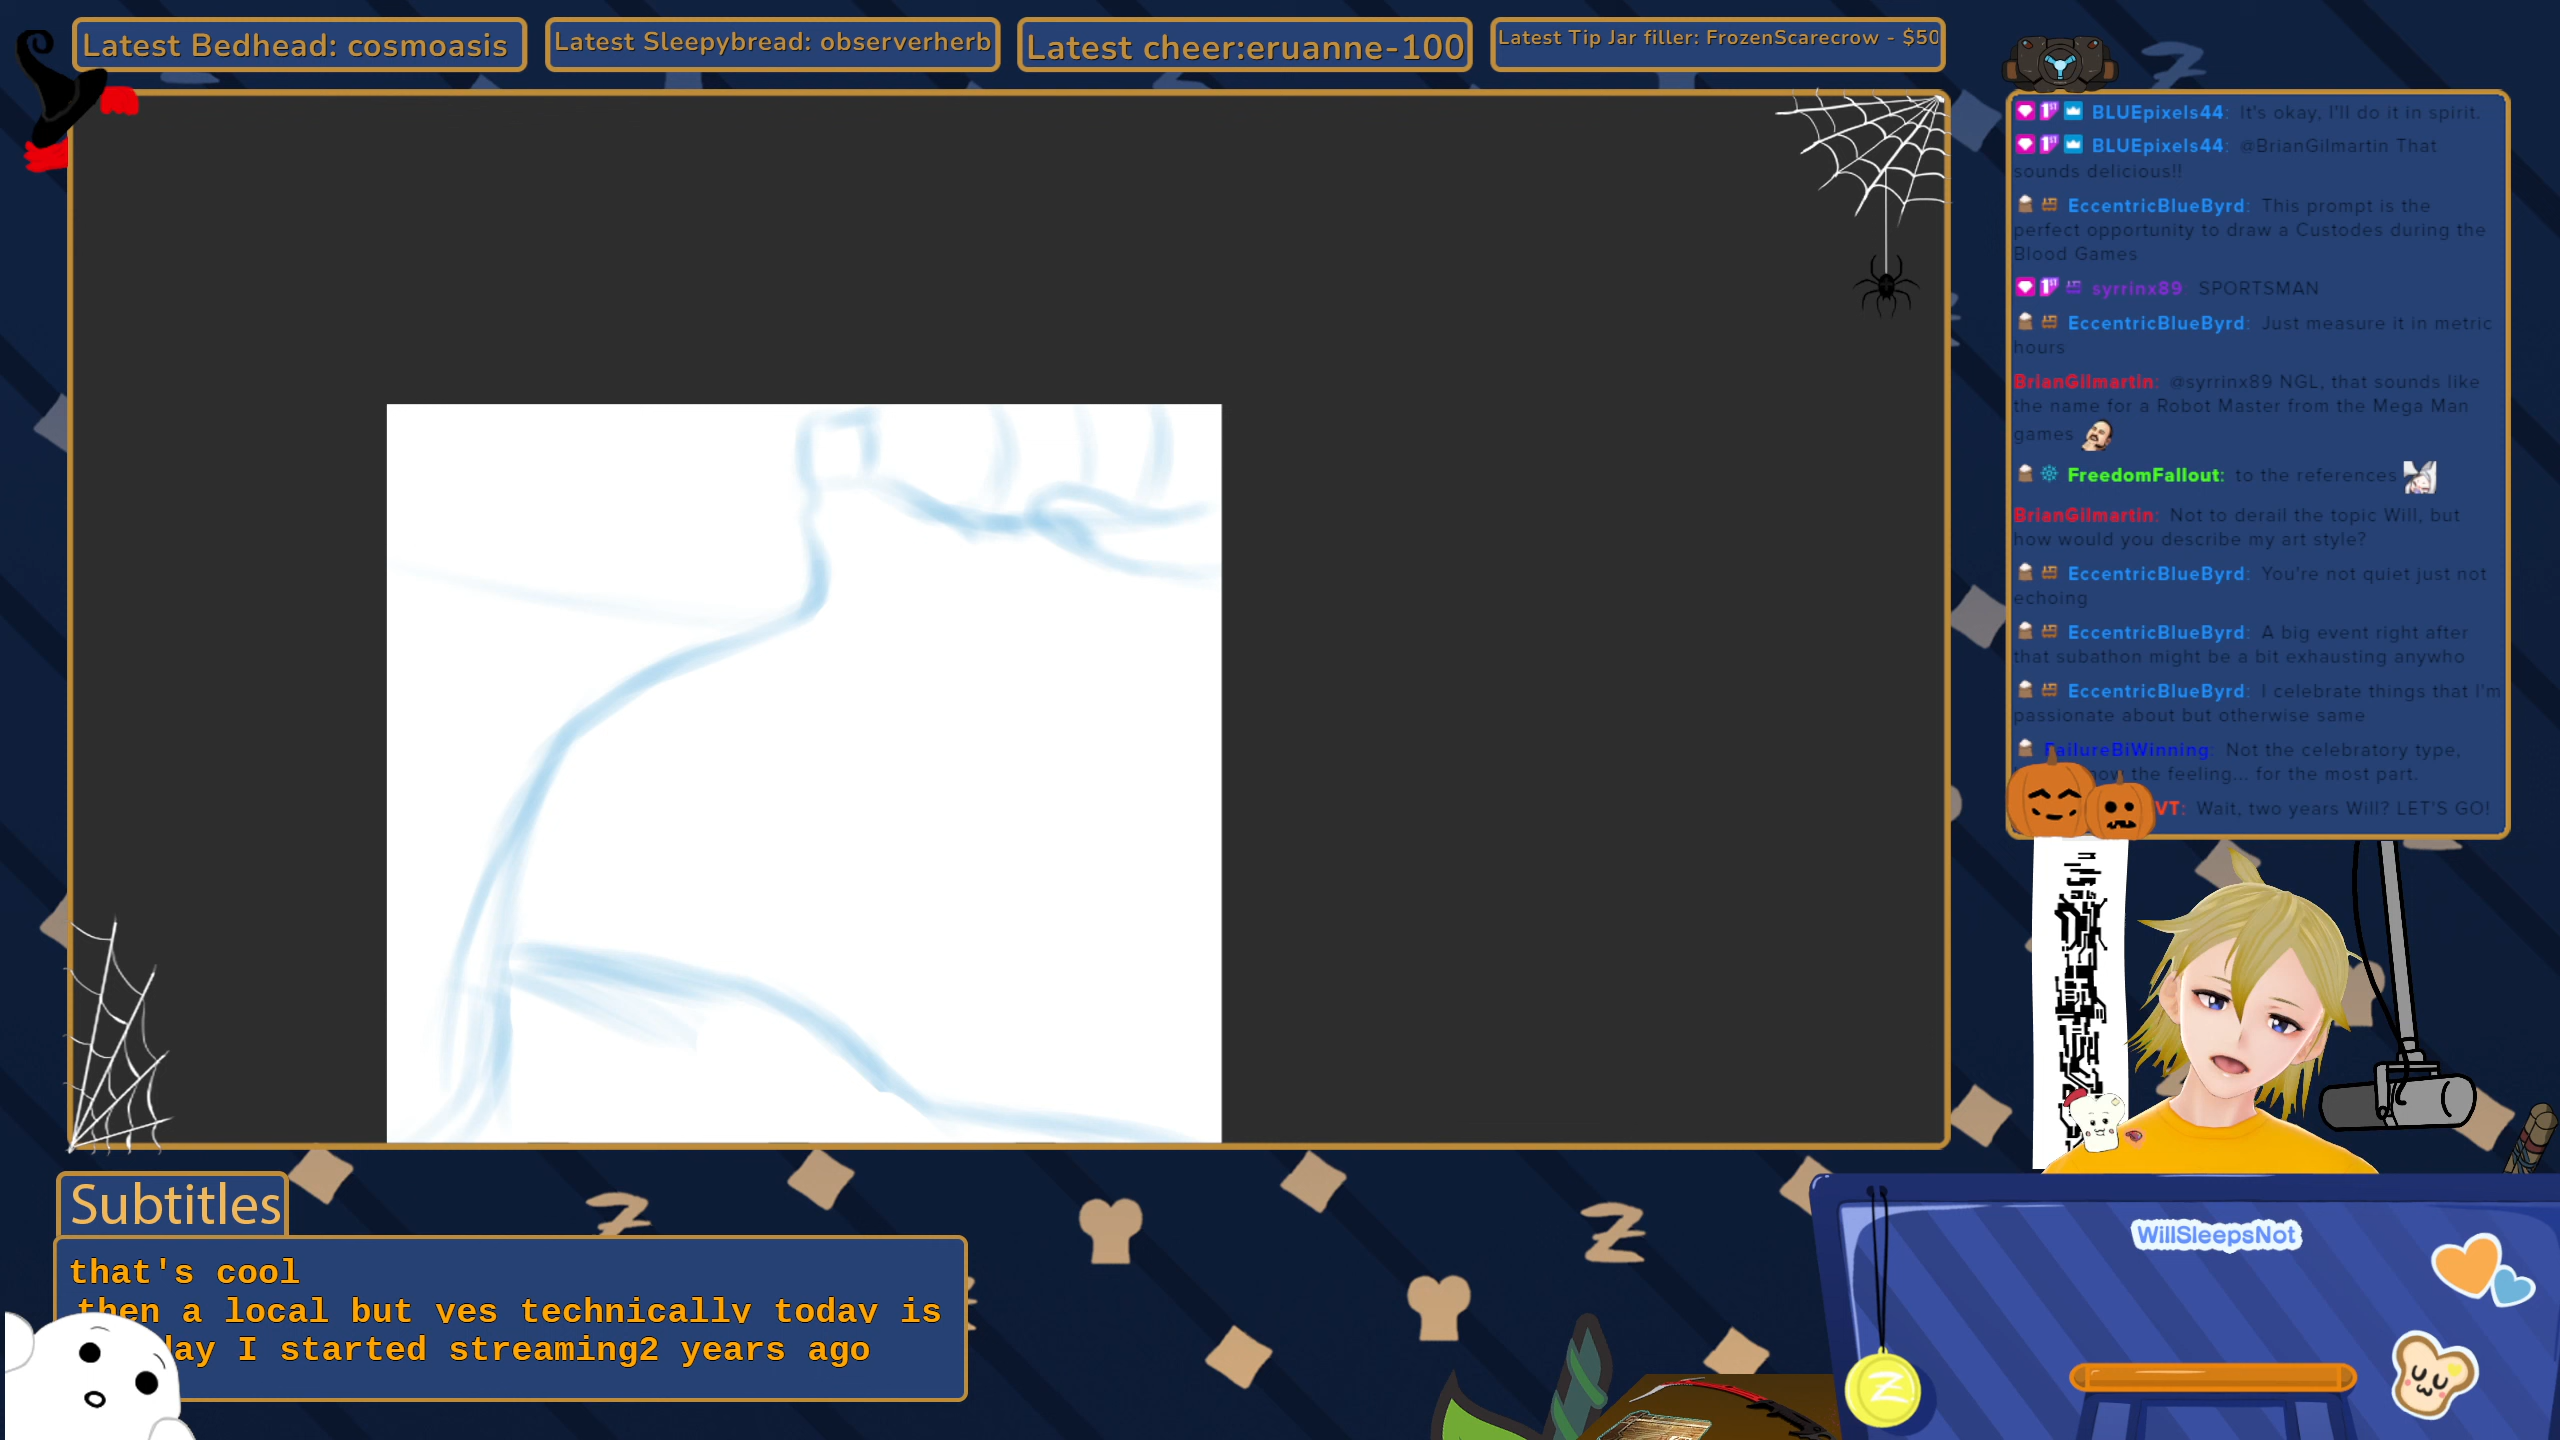 Latest Bedhead: cosmoasis
Latest Sleepybread: observerherb
Latest cheer:eruanne-100
Latest Tip Jar filler: FrozenScarecrow - $50
BLUEpixels44: It's okay, I'll do it in spirit.
BLUEpixels44: @BrianGilmartin That
sounds delicious!!
EccentricBlueByrd: This prompt is the
perfect opportunity to draw a Custodes during the
Blood Games
syrrinx89: SPORTSMAN
EccentricBlueByrd: Just measure it in metric
hours
BrianGilmartin: @syrrinx89 NGL, that sounds like
the name for a Robot Master from the Mega Man
games
FreedomFallout: to the references
BrianGilmartin: Not to derail the topic Will, but
how would you describe my art style?
EccentricBlueByrd: You're not quiet just not
echoing
EccentricBlueByrd: A big event right after
that subathon might be a bit exhausting anywho
EccentricBlueByrd: I celebrate things that I'm
passionate about but otherwise same
FailureBiWinning: Not the celebratory type,
the feeling... for the most part.
VT: Wait, two years Will? LET'S GO!
Subtitles
that's cool
then a local but yes technically today is
day I started streaming2 years ago
WillSleepsNot
Z